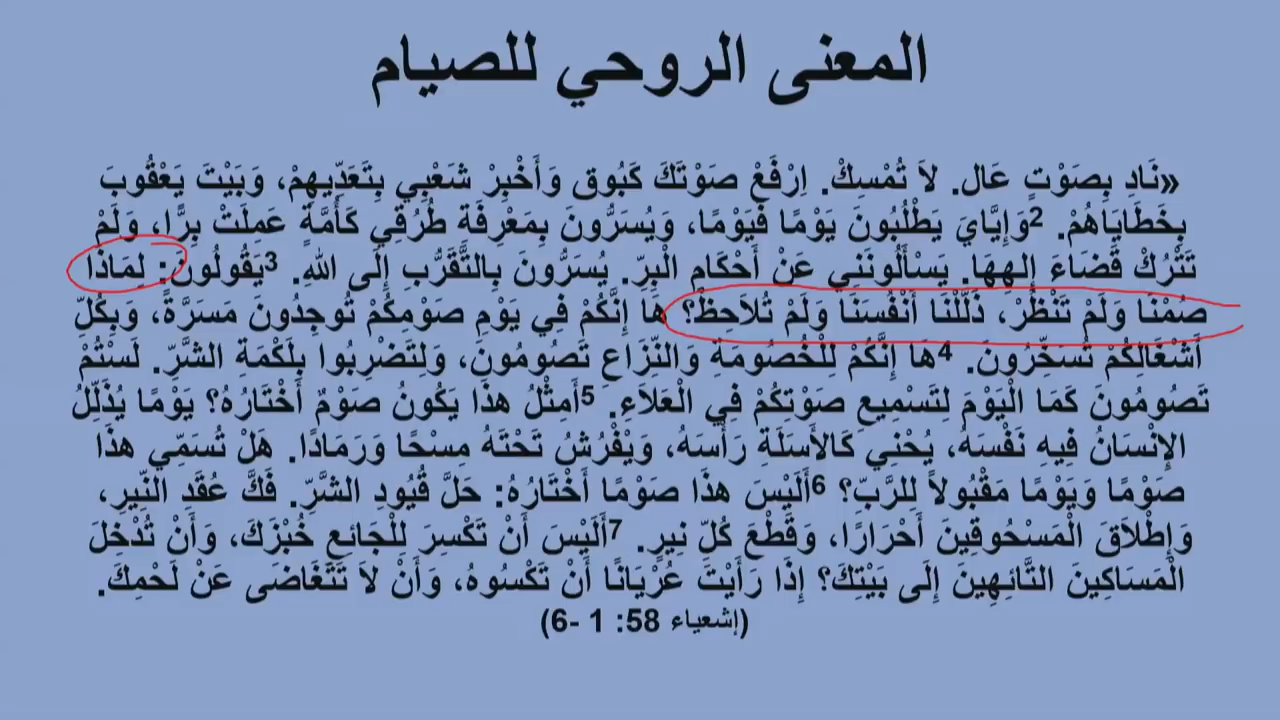 المعنى الروحي للصيام
«نَادِ بِصَوْتٍ عَال. لاَ تُمْسِكْ. اِرْفَعْ صَوْتَكَ كَبُوق وَأَخْبِرْ شَعْبِي بِتَعَدِّيهِمْ، وَبَيْتَ يَعْقُوبَ
بِخَطَايَاهُمْ. 2وَإِيَّايَ يَطْلُبُونَ يَوْمًا فَيَوْمًا، وَيُسَرُّونَ بِمَعْرِفَةِ طُرُقِي كَأُمَّةٍ عَمِلَتْ بِرًّا، وَلَمْ
تَتْرُكْ قَضَاءَ إِلهِهَا. يَسْأَلُونَنِي عَنْ أَحْكَامِ الْبِرِّ. يُسَرُّونَ بِالتَّقَرُّبِ إِلَى اللهِ. 3يَقُولُونَ: لِمَاذَا
صُمْنَا وَلَمْ تَنْظُرْ، ذَلَّلْنَا أَنْفُسَنَا وَلَمْ تُلاَحِظْ؟ هَا إِنَّكُمْ فِي يَوْمِ صَوْمِكُمْ تُوجِدُونَ مَسَرَّةً، وَبِكُلِّ
أَشْغَالِكُمْ تُسَخِّرُونَ. 4هَا إِنَّكُمْ لِلْخُصُومَةِ وَالنِّزَاعِ تَصُومُونَ، وَلِتَضْرِبُوا بِلَكْمَةِ الشَّرِّ. لَسْتُمْ
تَصُومُونَ كَمَا الْيَوْمَ لِتَسْمِيعِ صَوْتِكُمْ فِي الْعَلاَءِ. 5أَمِثْلُ هذَا يَكُونُ صَوْمٌ أَخْتَارُهُ؟ يَوْمًا يُذَلِّلُ
الإِنْسَانُ فِيهِ نَفْسَهُ، يُحْنِي كَالأَسَلَةِ رَأْسَهُ، وَيَفْرُشُ تَحْتَهُ مِسْحًا وَرَمَادًا. هَلْ تُسَمِّي هذَا
صَوْمًا وَيَوْمًا مَقْبُولاً لِلرَّبِّ؟ 6أَلَيْسَ هذَا صَوْمًا أَخْتَارُهُ: حَلَّ قُيُودِ الشَّرِّ. فَكَّ عُقَدِ النِّيرِ،
وَإِطْلاَقَ الْمَسْحُوقِينَ أَحْرَارًا، وَقَطْعَ كُلِّ نِيرٍ. 7أَلَيْسَ أَنْ تَكْسِرَ لِلْجَائِعِ خُبْزَكَ، وَأَنْ تُدْخِلَ
الْمَسَاكِينَ التَّائِهِينَ إِلَى بَيْتِكَ؟ إِذَا رَأَيْتَ عُرْيَانًا أَنْ تَكْسُوهُ، وَأَنْ لاَ تَتَغَاضَى عَنْ لَحْمِكَ.
(إشعياء 58: 1 -6)